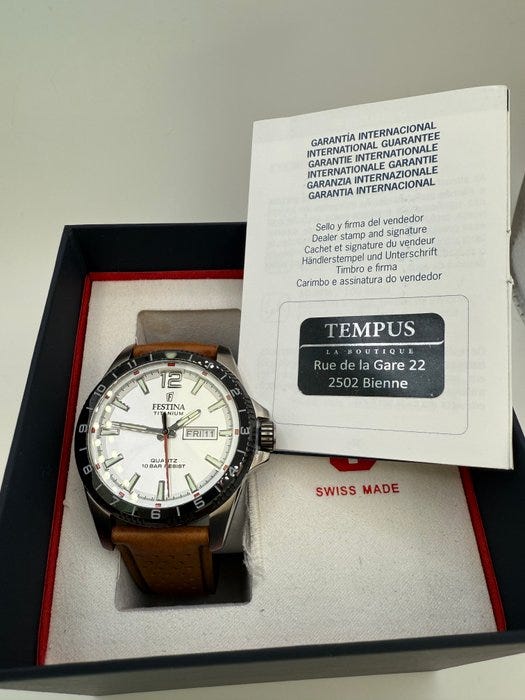 GARANTÍA INTERNACIONAL
INTERNATIONAL GUARANTEE
GARANTIE INTERNATIONALE
INTERNATIONALE GARANTIE
GARANZIA INTERNAZIONALE
GARANTIA INTERNACIONAL
Sello y firma del vendedor
Dealer stamp and signature
Cachet et signature du vendeur
Händlerstempel und Unterschrift
Timbro e firma
Carimbo e assinatura do vendedor
TEMPUS
LA BOUTIQUE
Rue de la Gare 22
2502 Bienne
12
F
FESTINA
TITANIUM
FRI 11
QUARTZ
10 BAR RESIST
SWISS MADE